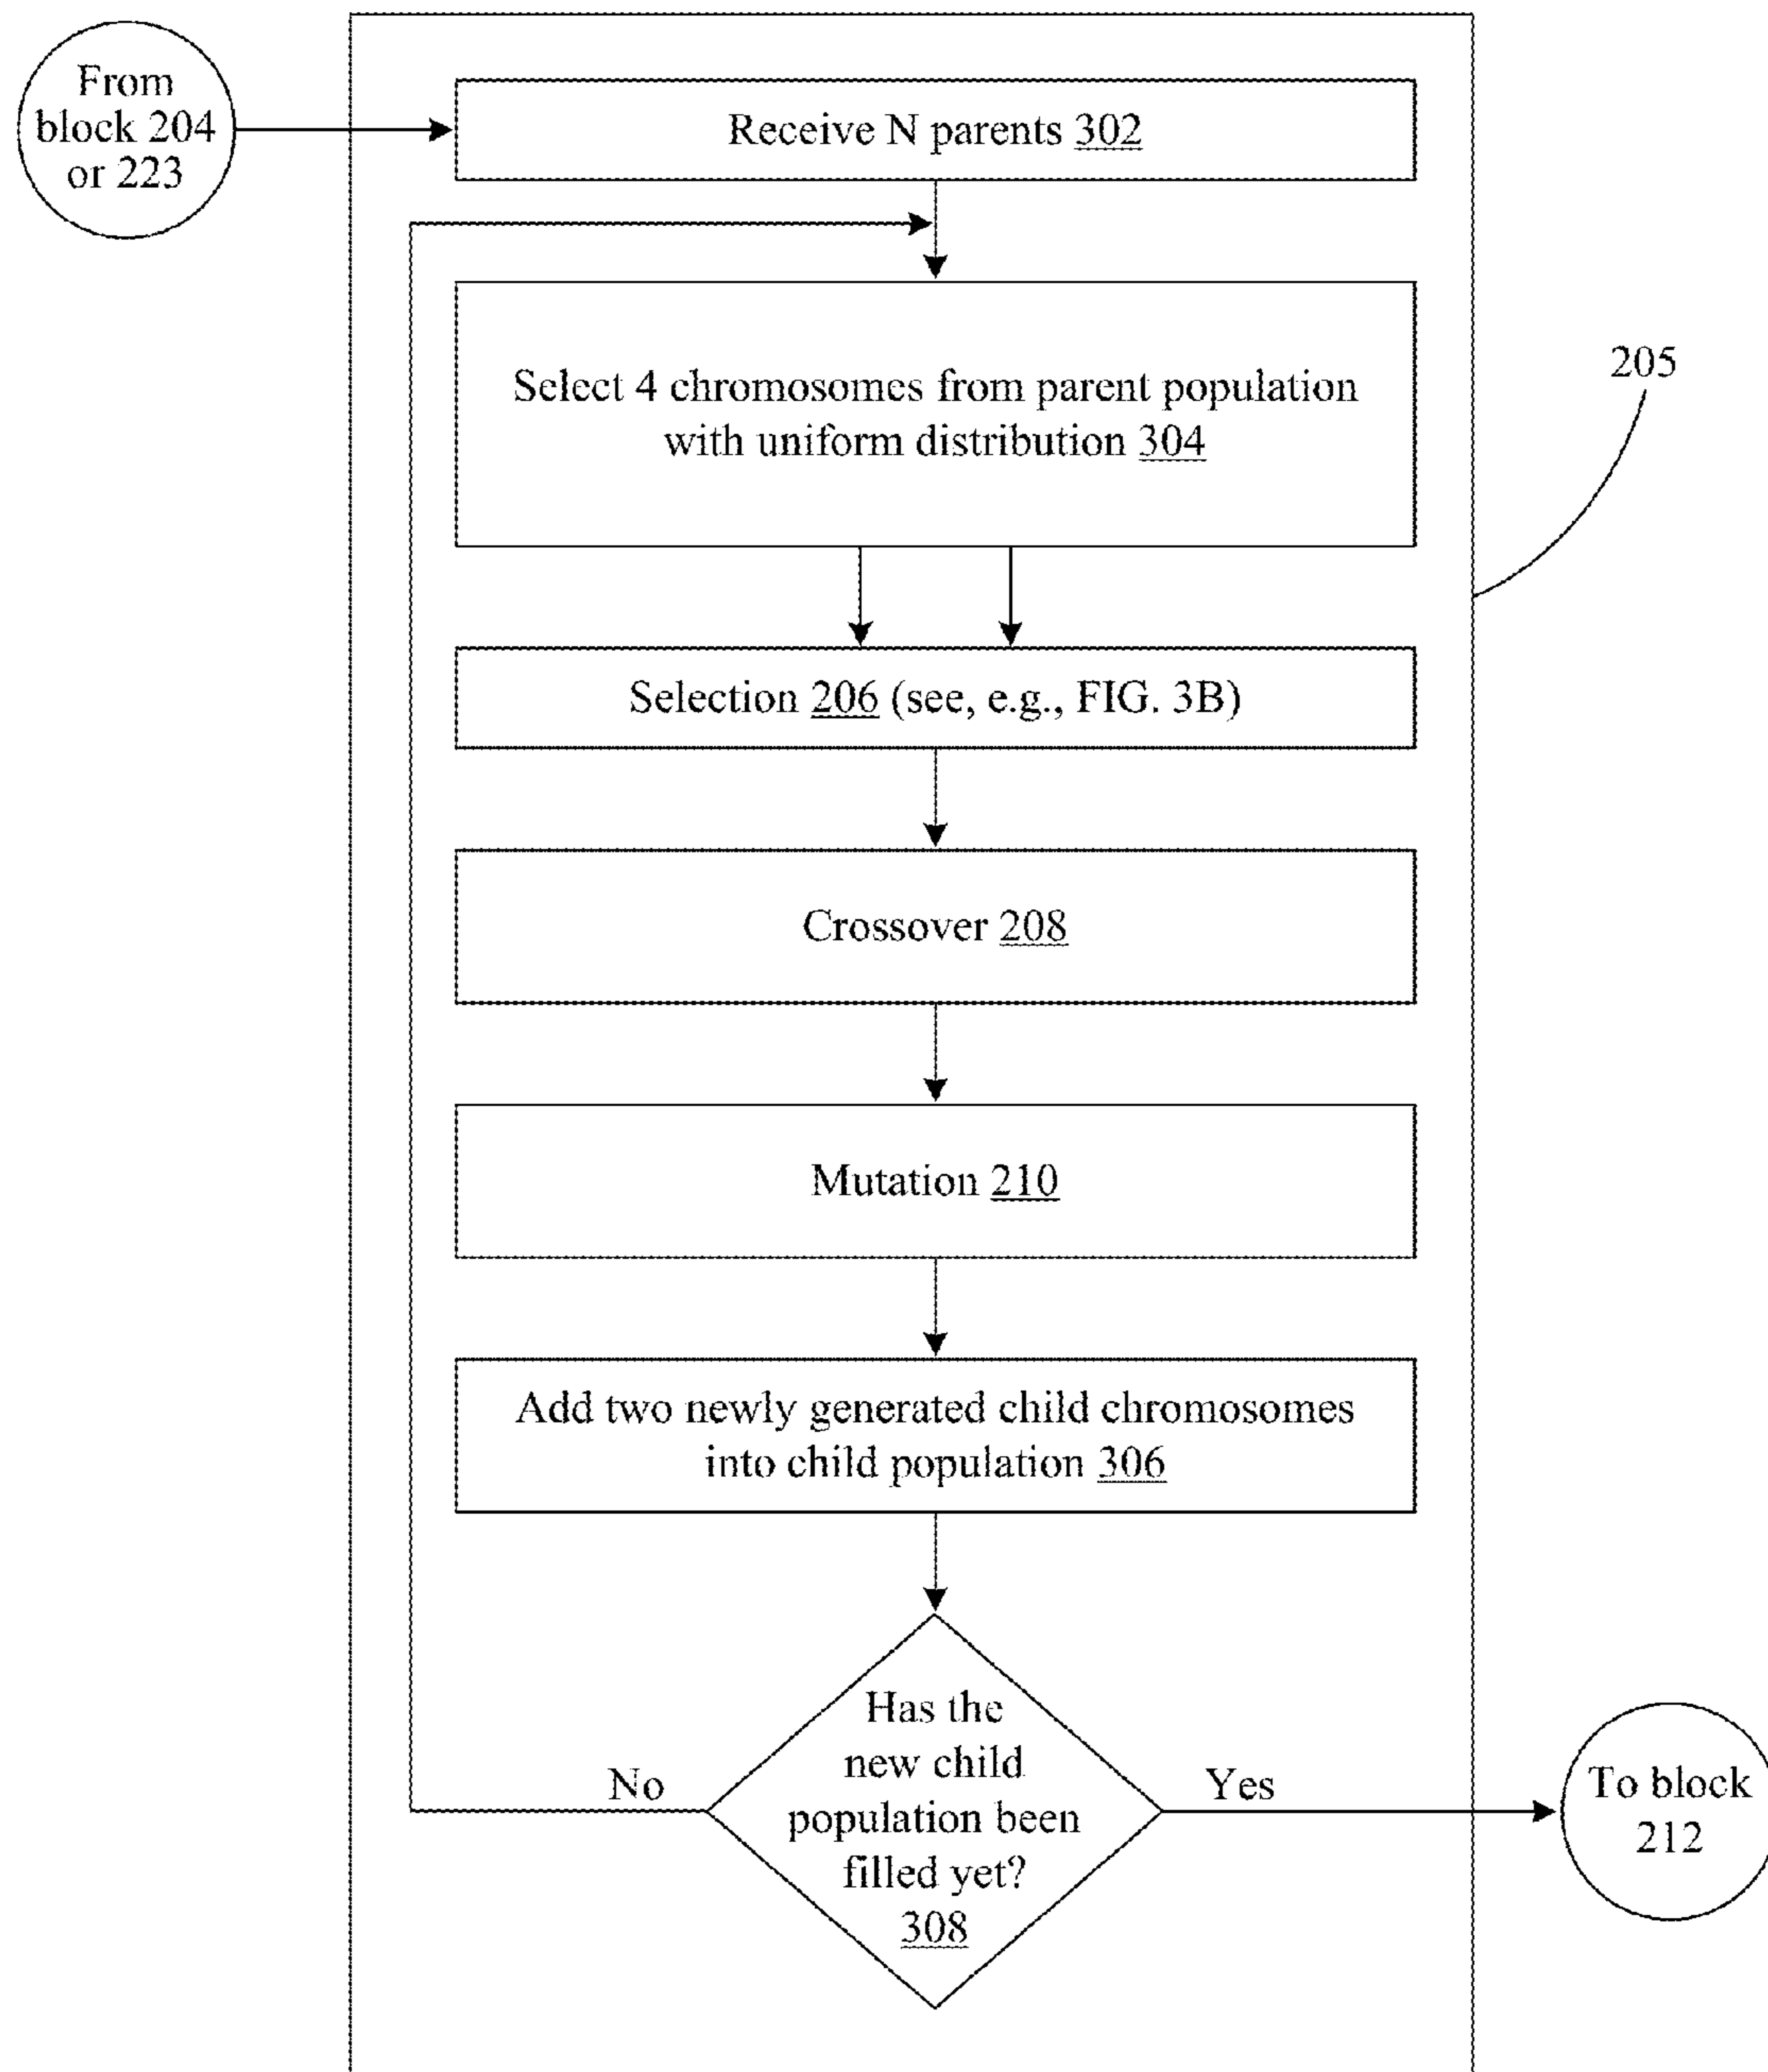 From
block 204
or 223
Receive N parents 302
Select 4 chromosomes from parent population
with uniform distribution 304
205
Selection 206 (see, e.g., FIG. 3B)
Crossover 208
Mutation 210
Add two newly generated child chromosomes
into child population 306
Has the
new child
population been
filled yet?
308
No
Yes
To block
212